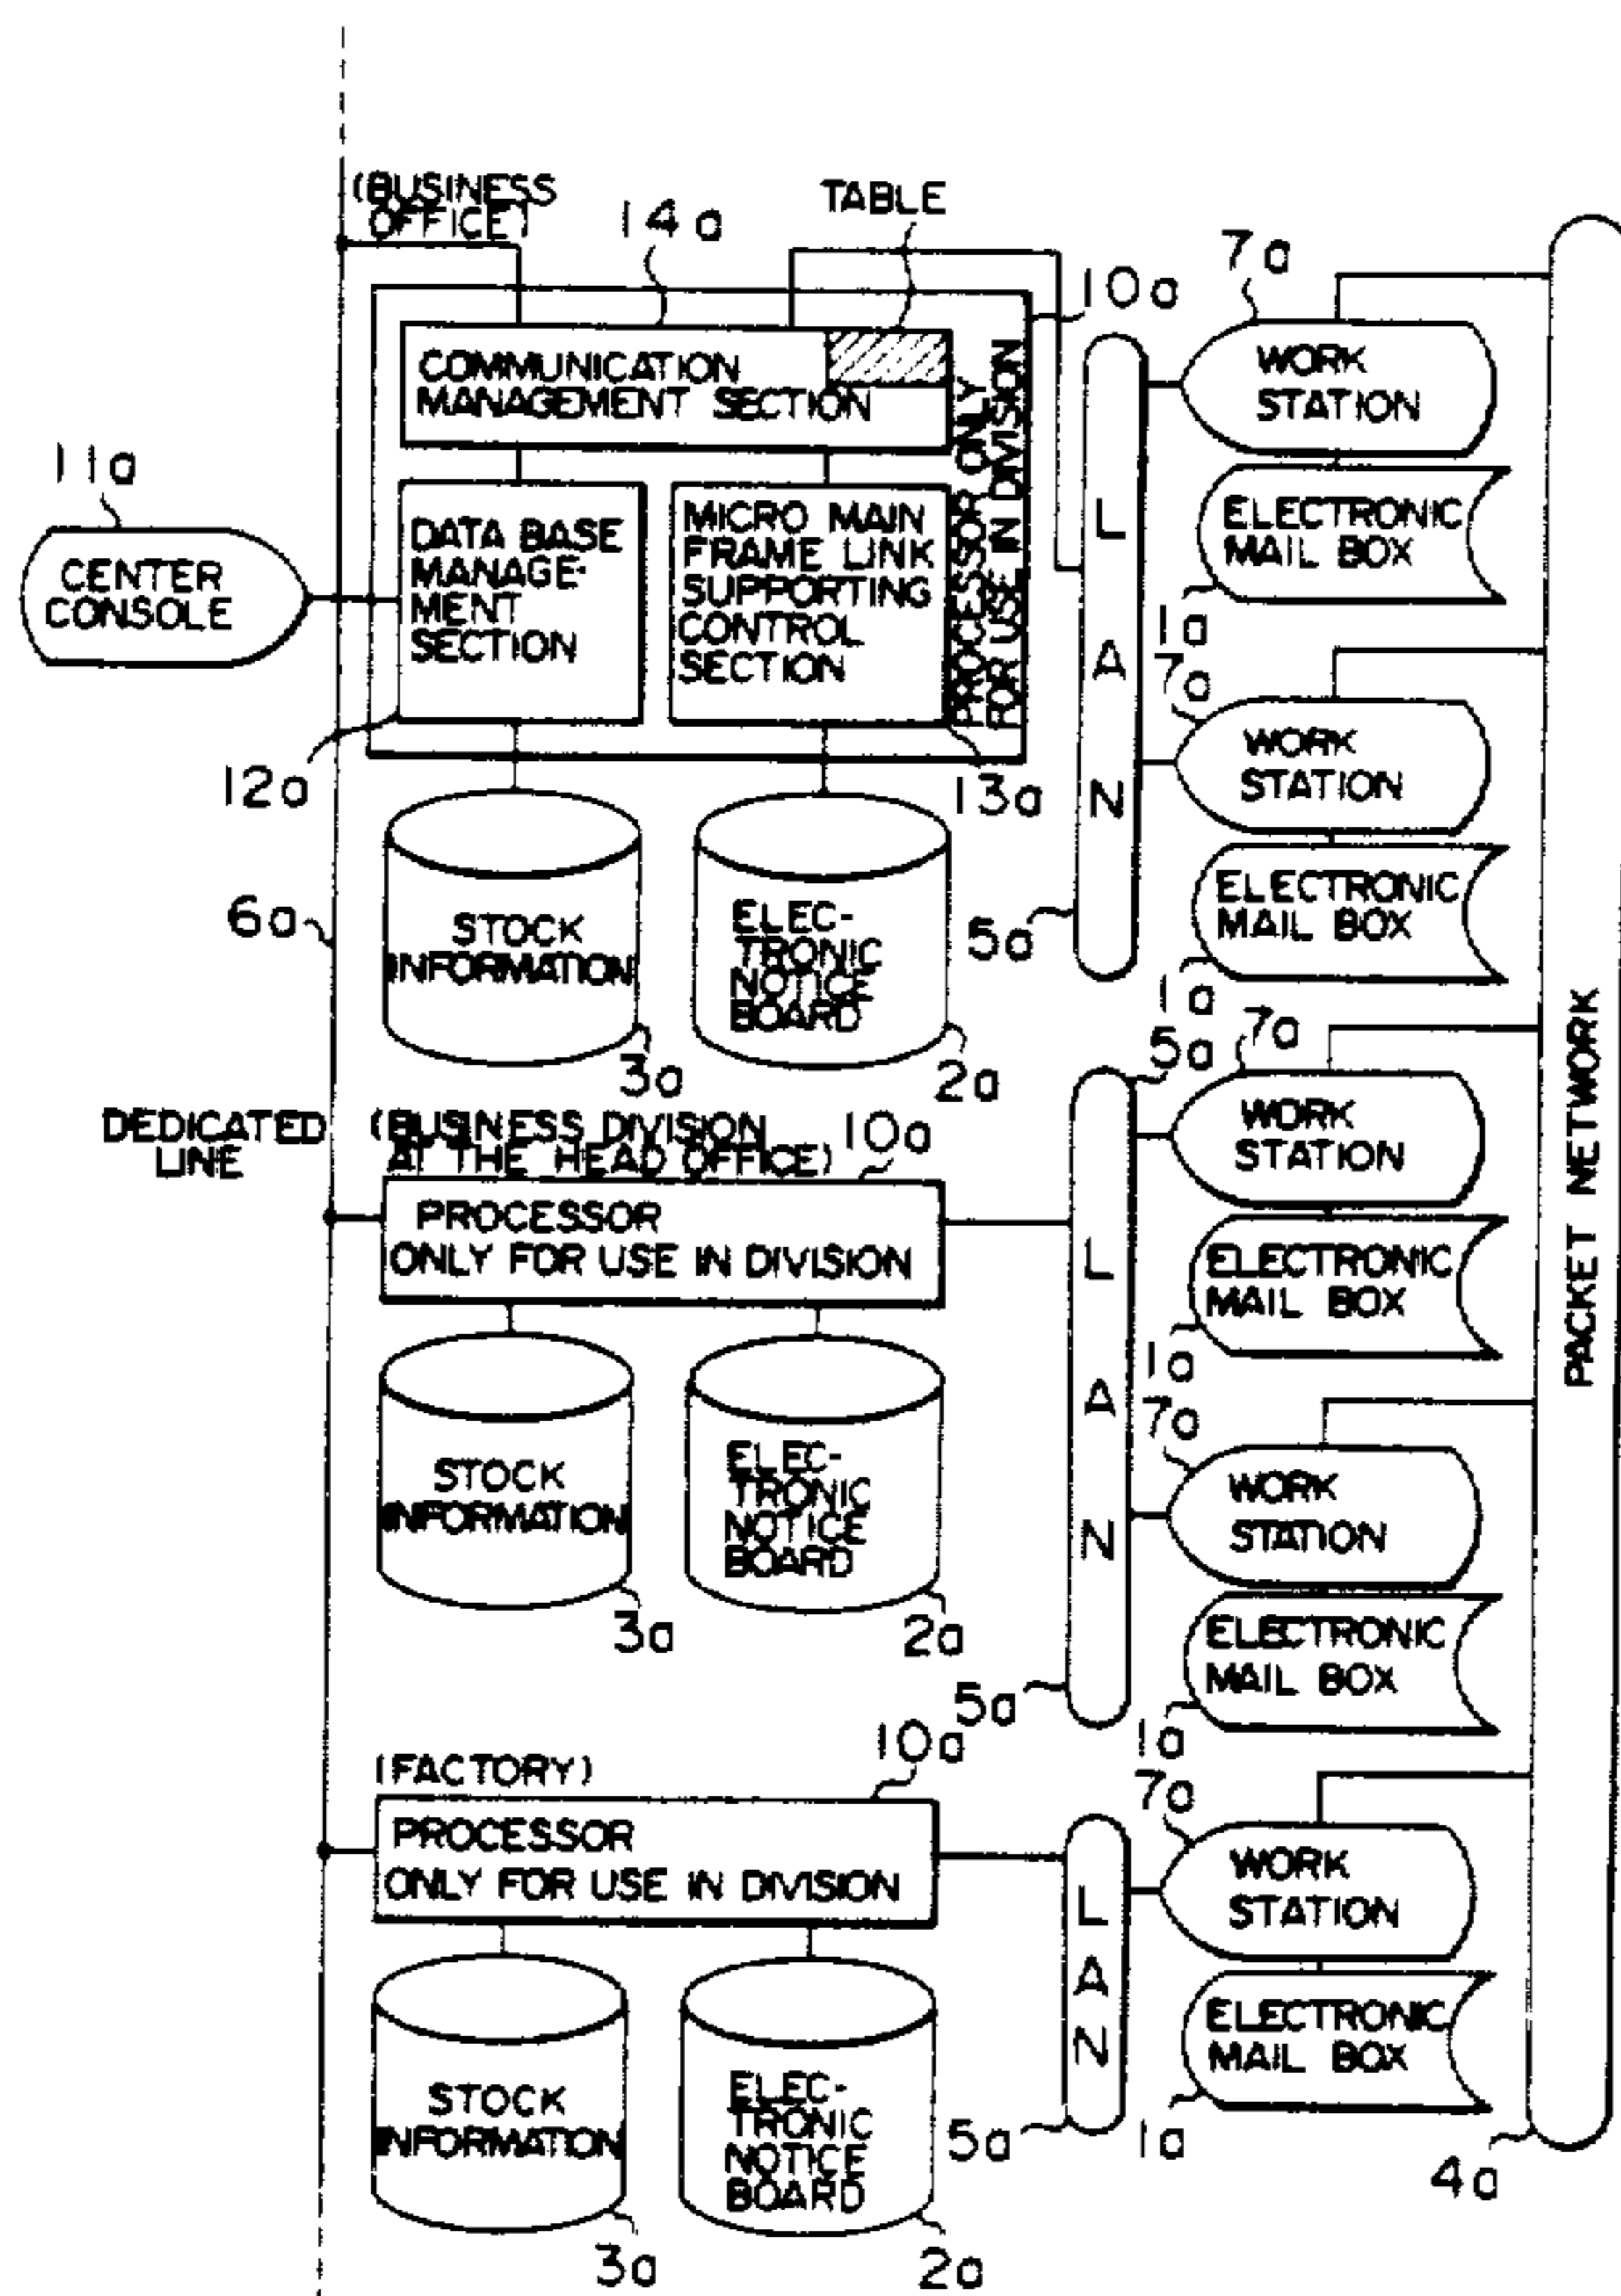 (BUSINESS
OFFICE)
14a
TABLE
10a
7a
COMMUNICATION
MANAGEMENT SECTION
PROCESSOR ONLY
FOR USE IN DIVISION
11a
CENTER
CONSOLE
DATA BASE
MANAGE-
MENT
SECTION
MICRO MAIN
FRAME LINK
SUPPORTING
CONTROL
SECTION
12a
13a
LAN
5a
WORK
STATION
ELECTRONIC
MAIL BOX
1a
7a
WORK
STATION
ELECTRONIC
MAIL BOX
1a
6a
STOCK
INFORMATION
3a
ELEC-
TRONIC
NOTICE
BOARD
2a
DEDICATED
LINE
(BUSINESS DIVISION
AT THE HEAD OFFICE)
10a
PROCESSOR
ONLY FOR USE IN DIVISION
STOCK
INFORMATION
3a
ELEC-
TRONIC
NOTICE
BOARD
2a
5a
LAN
5a
7a
WORK
STATION
ELECTRONIC
MAIL BOX
1a
7a
WORK
STATION
ELECTRONIC
MAIL BOX
1a
PACKET NETWORK
(FACTORY)
10a
PROCESSOR
ONLY FOR USE IN DIVISION
STOCK
INFORMATION
3a
ELEC-
TRONIC
NOTICE
BOARD
2a
LAN
5a
7a
WORK
STATION
ELECTRONIC
MAIL BOX
1a
4a